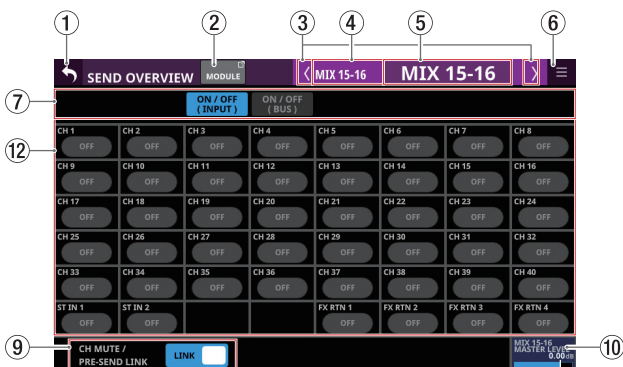 ① ② ③ ④ ⑤ ⑥
SEND OVERVIEW MODULE MIX 15-16 MIX 15-16
⑦ ON / OFF ON / OFF
( INPUT ) ( BUS )
⑫ CH 1 CH 2 CH 3 CH 4 CH 5 CH 6 CH 7 CH 8
OFF OFF OFF OFF OFF OFF OFF OFF
CH 9 CH 10 CH 11 CH 12 CH 13 CH 14 CH 15 CH 16
OFF OFF OFF OFF OFF OFF OFF OFF
CH 17 CH 18 CH 19 CH 20 CH 21 CH 22 CH 23 CH 24
OFF OFF OFF OFF OFF OFF OFF OFF
CH 25 CH 26 CH 27 CH 28 CH 29 CH 30 CH 31 CH 32
OFF OFF OFF OFF OFF OFF OFF OFF
CH 33 CH 34 CH 35 CH 36 CH 37 CH 38 CH 39 CH 40
OFF OFF OFF OFF OFF OFF OFF OFF
ST IN 1 ST IN 2 FX RTN 1 FX RTN 2 FX RTN 3 FX RTN 4
OFF OFF OFF OFF OFF OFF
⑨ CH MUTE / LINK MIX 15-16 ⑩
PRE-SEND LINK MASTER LEVEL
0.00dB